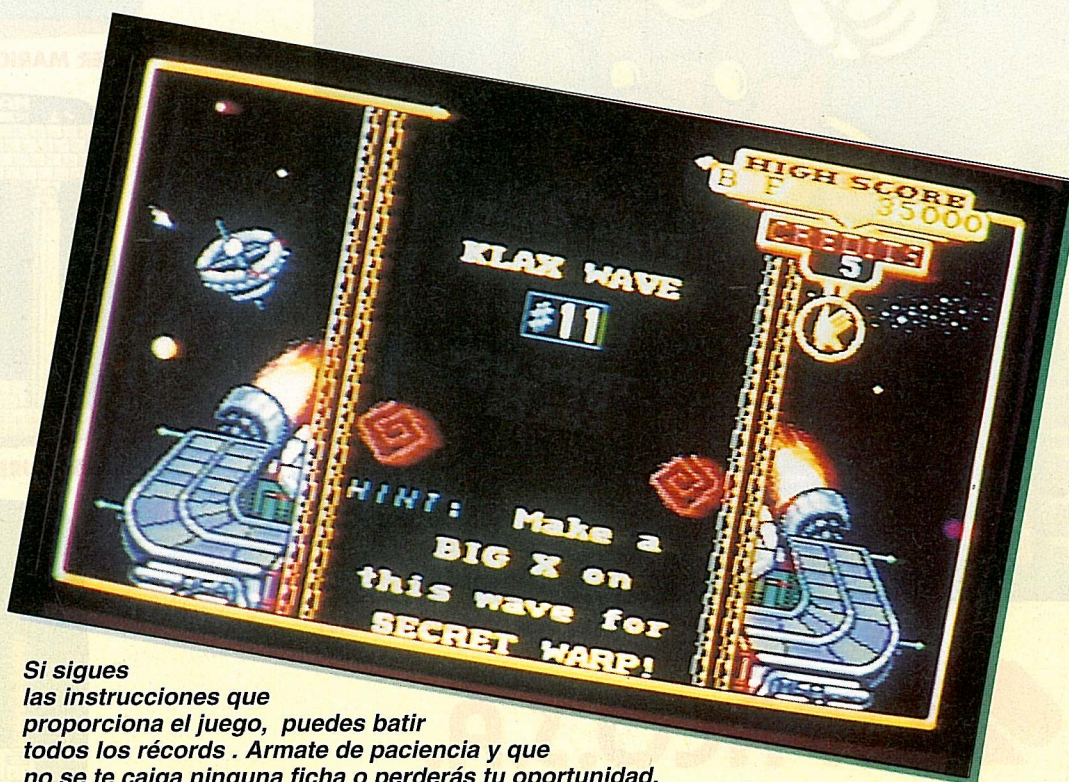 HIGH SCORE
B F 35000
CREDITS
5
K
KLAX WAVE
#11
HINT: Make a
BIG X on
this wave for
SECRET WARP!
Si sigues
las instrucciones que
proporciona el juego, puedes batir
todos los récords . Armate de paciencia y que
no se te caiga ninguna ficha o perderás tu oportunidad.